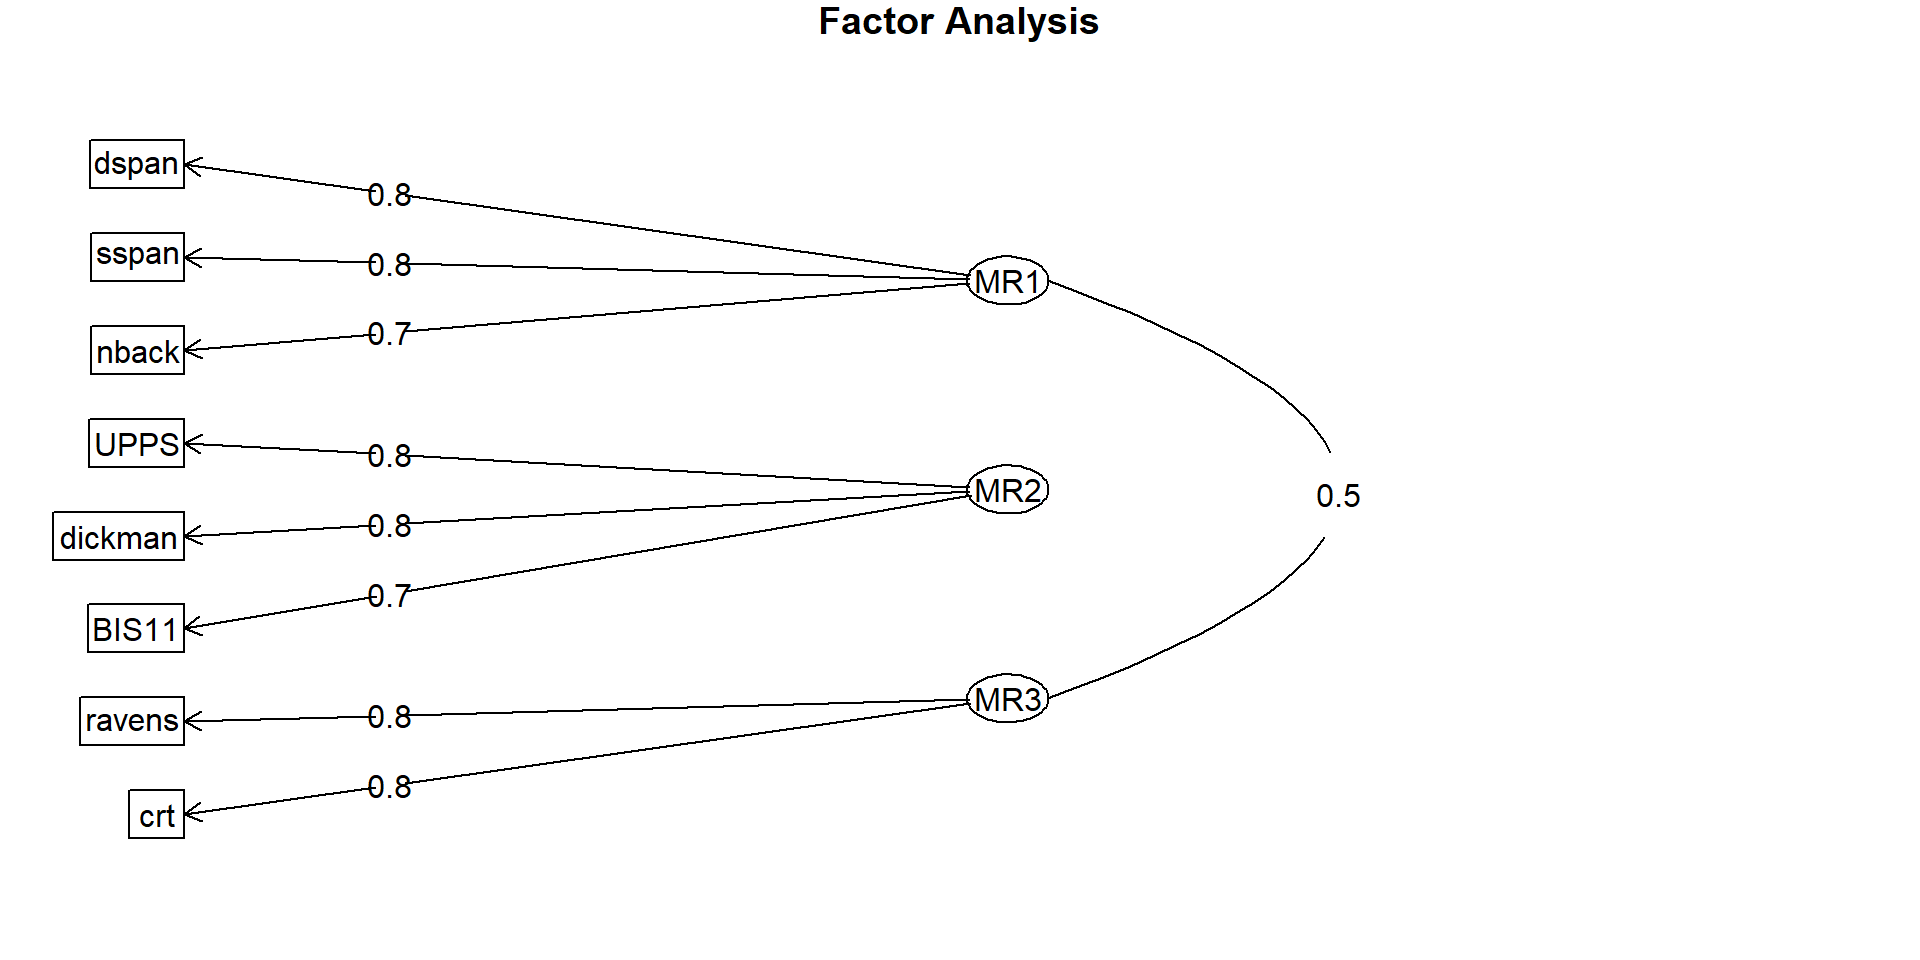 Factor Analysis
dspan
0.8
sspan
0.8
MR1
nback
0.7
UPPS
0.8
MR2
0.5
dickman
0.8
BIS11
0.7
ravens
0.8
MR3
crt
0.8